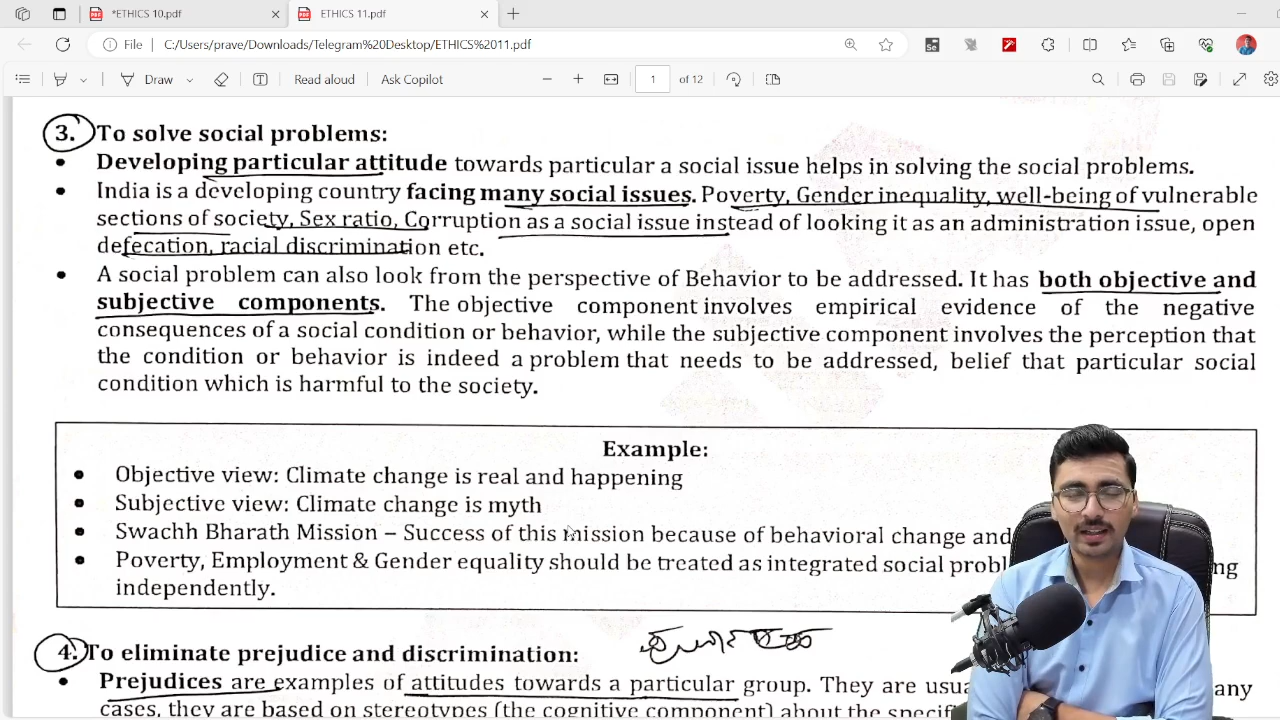 *ETHICS 10.pdf
ETHICS 11.pdf
File
C:/Users/prave/Downloads/Telegram%20Desktop/ETHICS%2011.pdf
Draw
Read aloud
Ask Copilot
1 of 12
3. To solve social problems:
• Developing particular attitude towards particular a social issue helps in solving the social problems.
• India is a developing country facing many social issues. Poverty, Gender inequality, well-being of vulnerable
sections of society, Sex ratio, Corruption as a social issue instead of looking it as an administration issue, open
defecation, racial discrimination etc.
• A social problem can also look from the perspective of Behavior to be addressed. It has both objective and
subjective components. The objective component involves empirical evidence of the negative
consequences of a social condition or behavior, while the subjective component involves the perception that
the condition or behavior is indeed a problem that needs to be addressed, belief that particular social
condition which is harmful to the society.
Example:
• Objective view: Climate change is real and happening
• Subjective view: Climate change is myth
• Swachh Bharath Mission – Success of this mission because of behavioral change and
• Poverty, Employment & Gender equality should be treated as integrated social
independently.
4. To eliminate prejudice and discrimination:
• Prejudices are examples of attitudes towards a particular group. They are any
cases, they are based on stereotypes (the cognitive component) about the